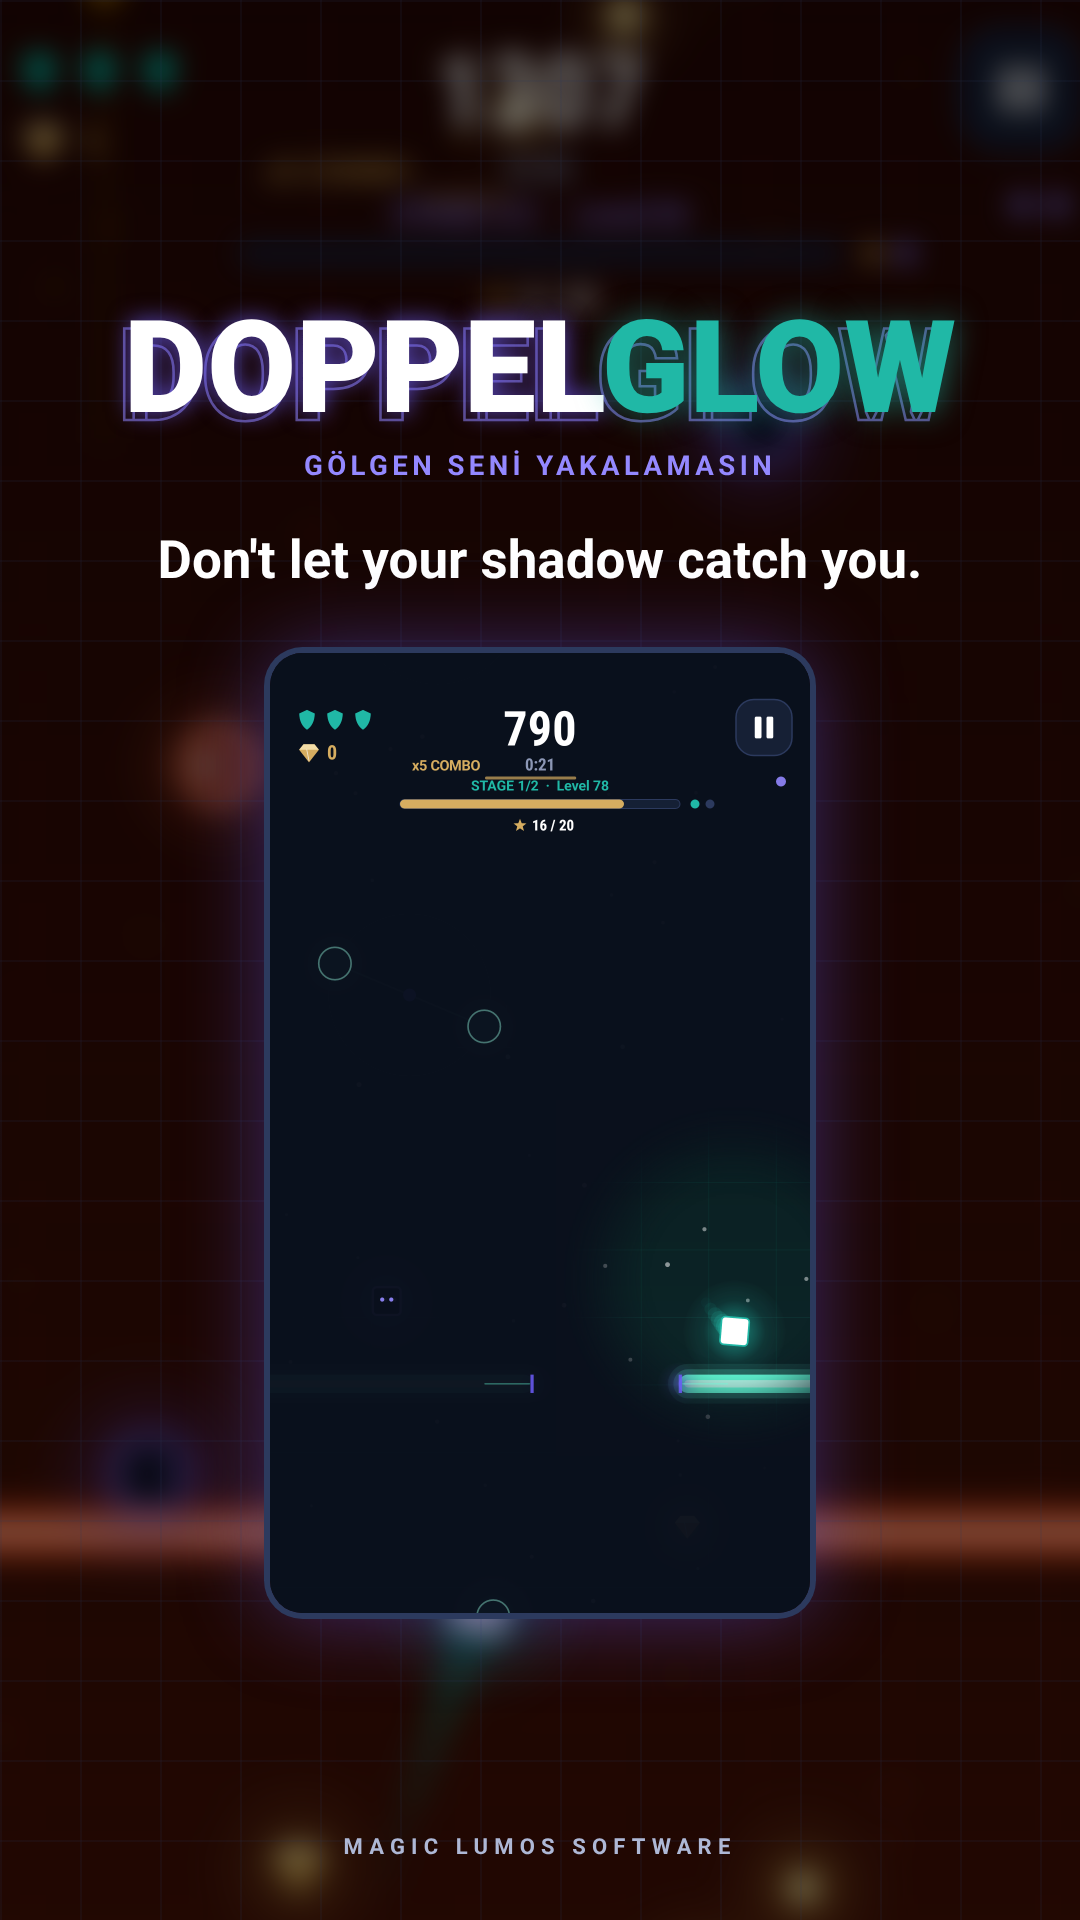 DOPPELGLOW
GÖLGEN SENİ YAKALAMASIN
Don't let your shadow catch you.
790
0
x5 COMBO
0:21
STAGE 1/2 · Level 78
16 / 20
MAGIC LUMOS SOFTWARE